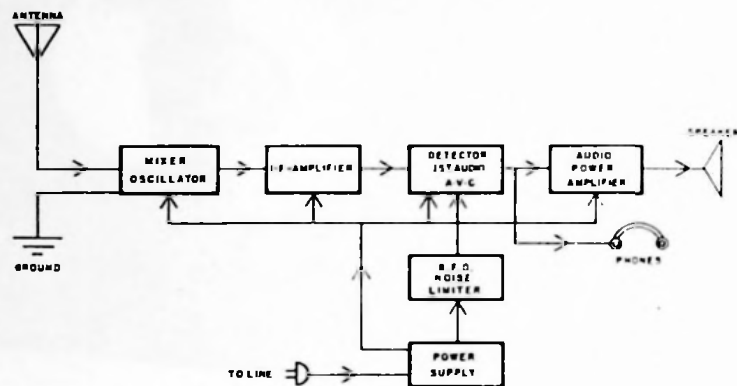 ANTENNA
SPEAKER
MIXER
OSCILLATOR
I-F-AMPLIFIER
DETECTOR
1ST AUDIO
A V C
AUDIO
POWER
AMPLIFIER
GROUND
PHONES
B.F.O.
NOISE
LIMITER
TO LINE
POWER
SUPPLY